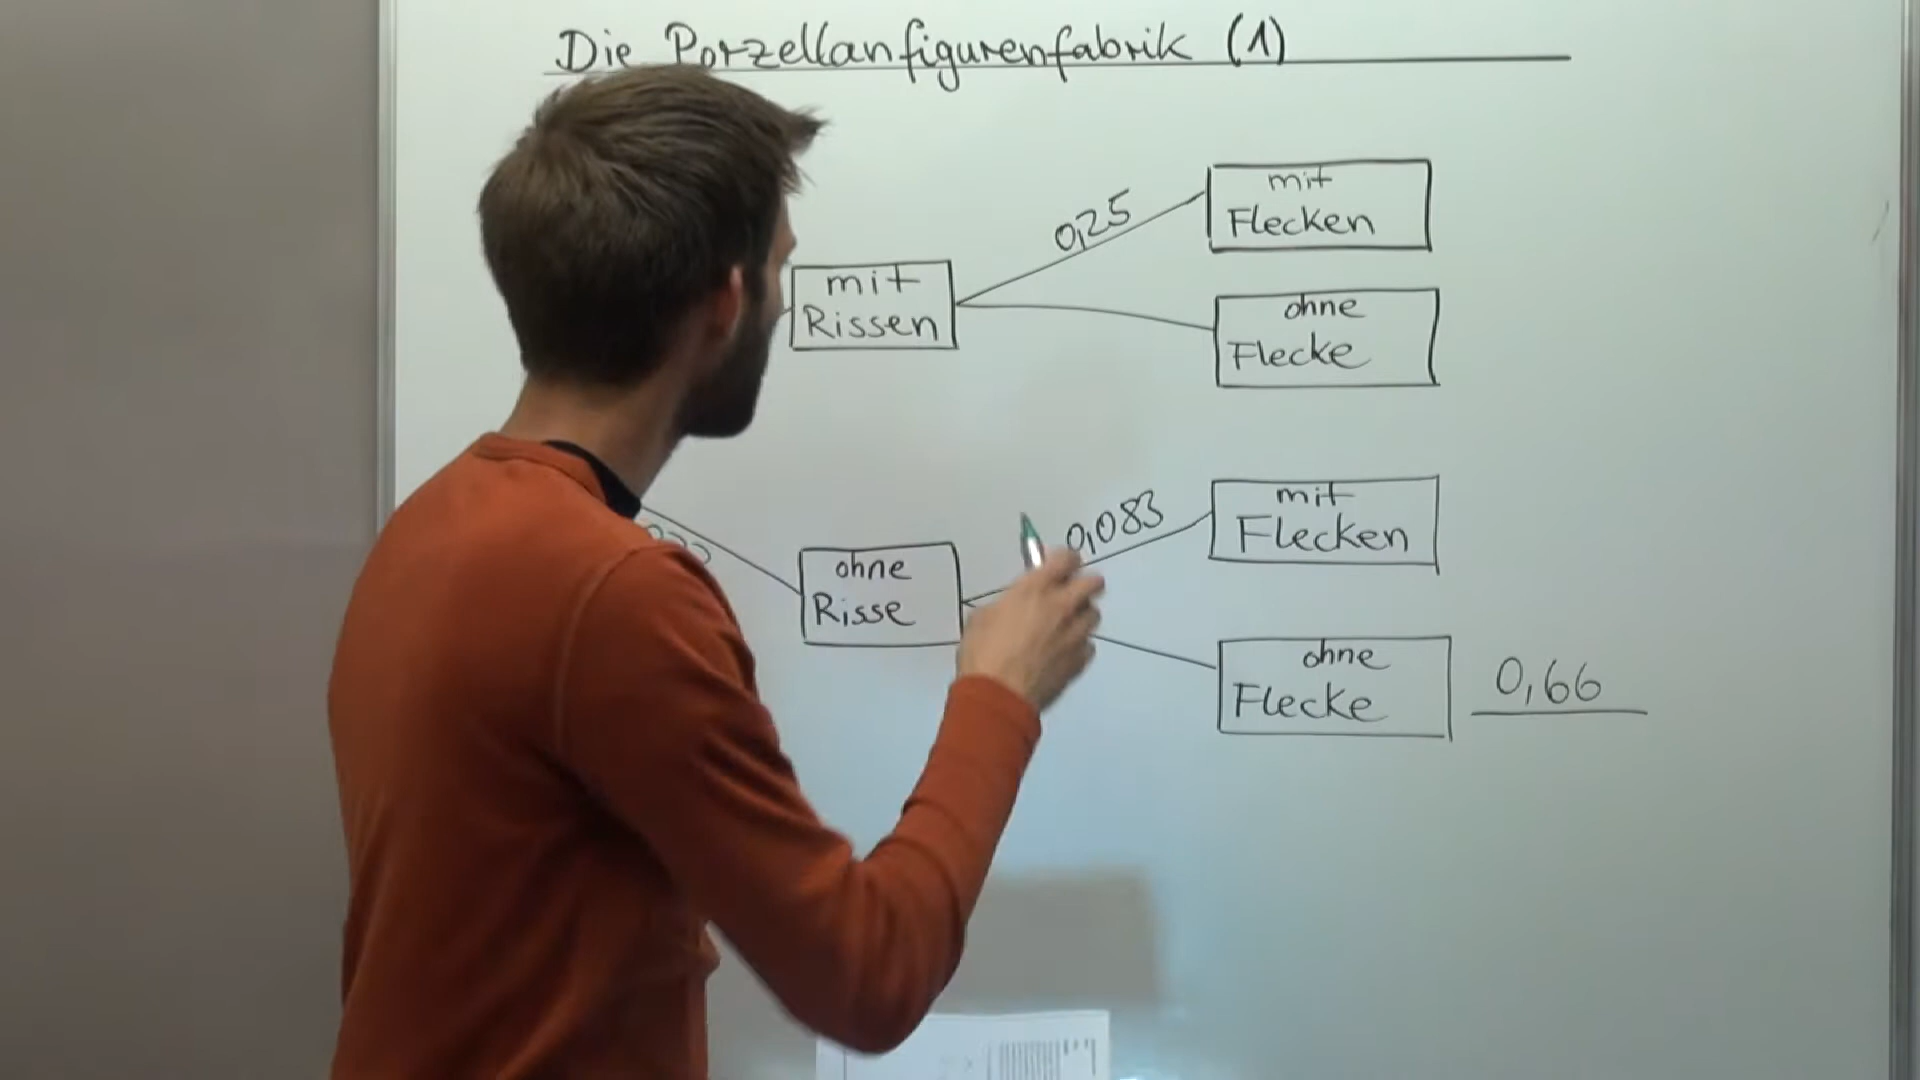 Die Porzellanfigurenfabrik (1)
mit
Flecken
0,25
mit
Rissen
ohne
Flecke
mit
Flecken
0,083
ohne
Risse
ohne
Flecke
0,66